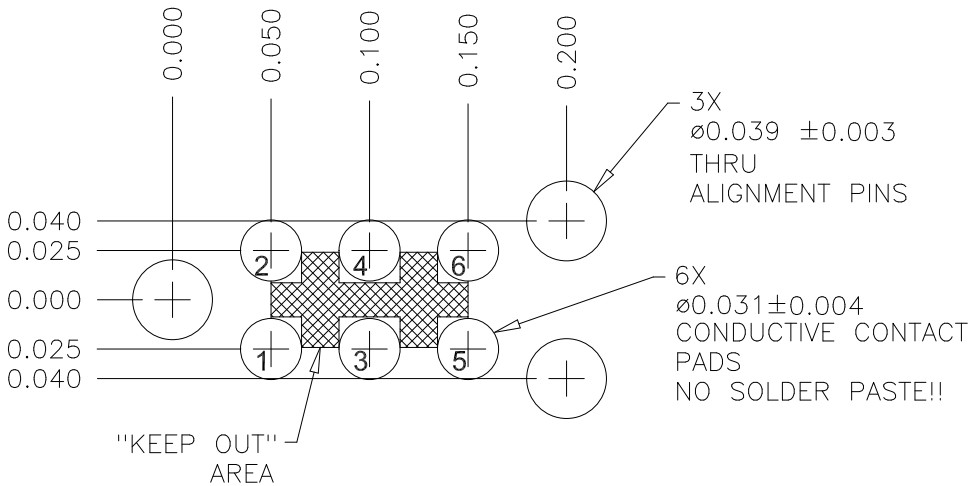 0.000
0.050
0.100
0.150
0.200
3X
⌀0.039 ±0.003
THRU
ALIGNMENT PINS
0.040
0.025
0.000
0.025
0.040
2
4
6
1
3
5
6X
⌀0.031±0.004
CONDUCTIVE CONTACT
PADS
NO SOLDER PASTE!!
"KEEP OUT"
AREA